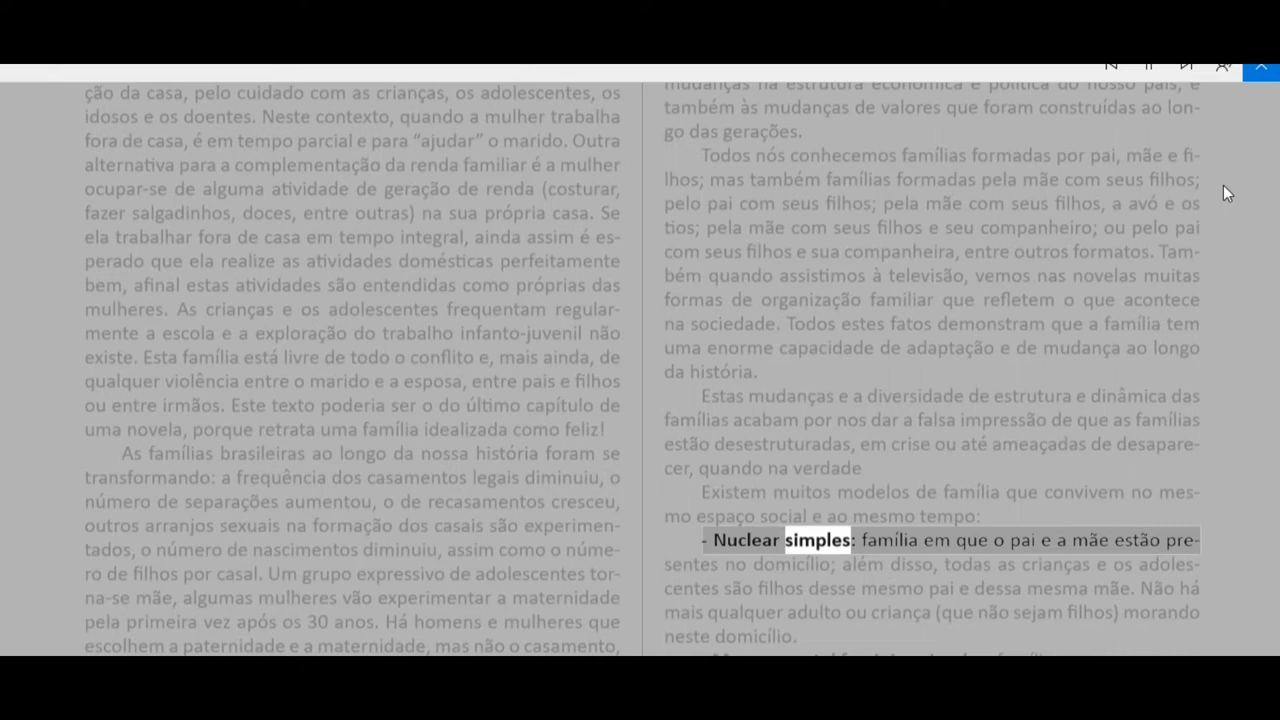 ção da casa, pelo cuidado com as crianças, os adolescentes, os
idosos e os doentes. Neste contexto, quando a mulher trabalha
fora de casa, é em tempo parcial e para “ajudar” o marido. Outra
alternativa para a complementação da renda familiar é a mulher
ocupar-se de alguma atividade de geração de renda (costurar,
fazer salgadinhos, doces, entre outras) na sua própria casa. Se
ela trabalhar fora de casa em tempo integral, ainda assim é es-
perado que ela realize as atividades domésticas perfeitamente
bem, afinal estas atividades são entendidas como próprias das
mulheres. As crianças e os adolescentes frequentam regular-
mente a escola e a exploração do trabalho infanto-juvenil não
existe. Esta família está livre de todo o conflito e, mais ainda, de
qualquer violência entre o marido e a esposa, entre pais e filhos
ou entre irmãos. Este texto poderia ser o do último capítulo de
uma novela, porque retrata uma família idealizada como feliz!
As famílias brasileiras ao longo da nossa história foram se
transformando: a frequência dos casamentos legais diminuiu, o
número de separações aumentou, o de recasamentos cresceu,
outros arranjos sexuais na formação dos casais são experimen-
tados, o número de nascimentos diminuiu, assim como o núme-
ro de filhos por casal. Um grupo expressivo de adolescentes tor-
na-se mãe, algumas mulheres vão experimentar a maternidade
pela primeira vez após os 30 anos. Há homens e mulheres que
escolhem a paternidade e a maternidade, mas não o casamento,
mudanças na estrutura econômica e política do nosso país, e
também às mudanças de valores que foram construídas ao lon-
go das gerações.
Todos nós conhecemos famílias formadas por pai, mãe e fi-
lhos; mas também famílias formadas pela mãe com seus filhos;
pelo pai com seus filhos; pela mãe com seus filhos, a avó e os
tios; pela mãe com seus filhos e seu companheiro; ou pelo pai
com seus filhos e sua companheira, entre outros formatos. Tam-
bém quando assistimos à televisão, vemos nas novelas muitas
formas de organização familiar que refletem o que acontece
na sociedade. Todos estes fatos demonstram que a família tem
uma enorme capacidade de adaptação e de mudança ao longo
da história.
Estas mudanças e a diversidade de estrutura e dinâmica das
famílias acabam por nos dar a falsa impressão de que as famílias
estão desestruturadas, em crise ou até ameaçadas de desapare-
cer, quando na verdade
Existem muitos modelos de família que convivem no mes-
mo espaço social e ao mesmo tempo:
- Nuclear simples: família em que o pai e a mãe estão pre-
sentes no domicílio; além disso, todas as crianças e os adoles-
centes são filhos desse mesmo pai e dessa mesma mãe. Não há
mais qualquer adulto ou criança (que não sejam filhos) morando
neste domicílio.